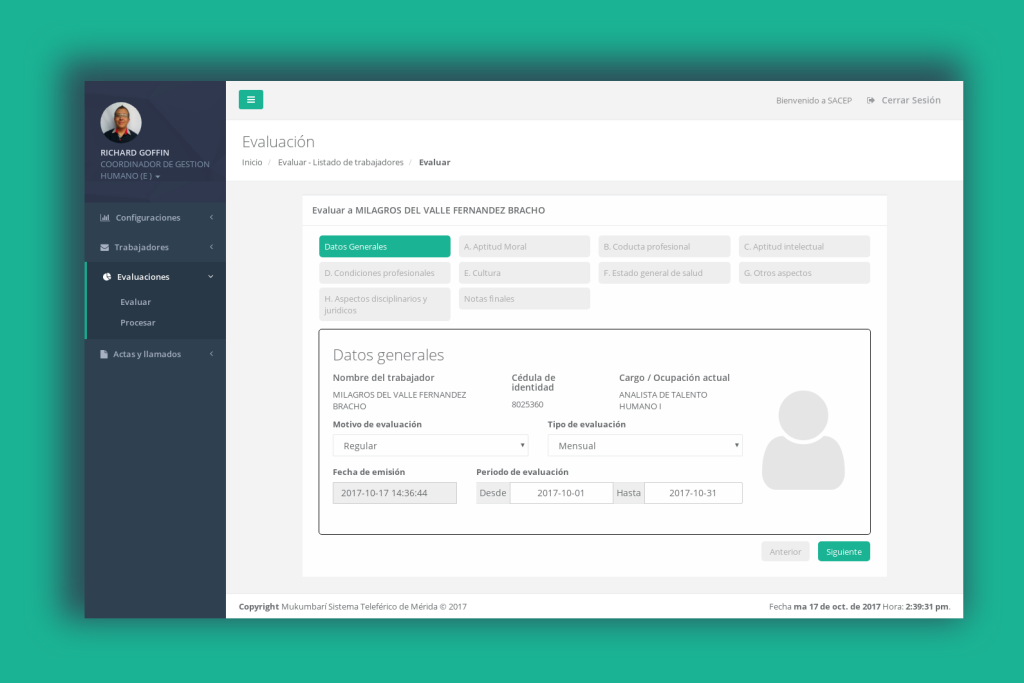 Bienvenido a SACEP
Cerrar Sesión
RICHARD GOFFIN
COORDINADOR DE GESTION
HUMANO (E )
Configuraciones
Trabajadores
Evaluaciones
Evaluar
Procesar
Actas y llamados
Evaluación
Inicio / Evaluar - Listado de trabajadores / Evaluar
Evaluar a MILAGROS DEL VALLE FERNANDEZ BRACHO
Datos Generales
A. Aptitud Moral
B. Coducta profesional
C. Aptitud intelectual
D. Condiciones profesionales
E. Cultura
F. Estado general de salud
G. Otros aspectos
H. Aspectos disciplinarios y
juridicos
Notas finales
Datos generales
Nombre del trabajador
MILAGROS DEL VALLE FERNANDEZ
BRACHO
Cédula de
identidad
8025360
Cargo / Ocupación actual
ANALISTA DE TALENTO
HUMANO I
Motivo de evaluación
Regular
Tipo de evaluación
Mensual
Fecha de emisión
2017-10-17 14:36:44
Periodo de evaluación
Desde 2017-10-01 Hasta 2017-10-31
Anterior
Siguiente
Copyright Mukumbarí Sistema Teleférico de Mérida © 2017
Fecha ma 17 de oct. de 2017 Hora: 2:39:31 pm.